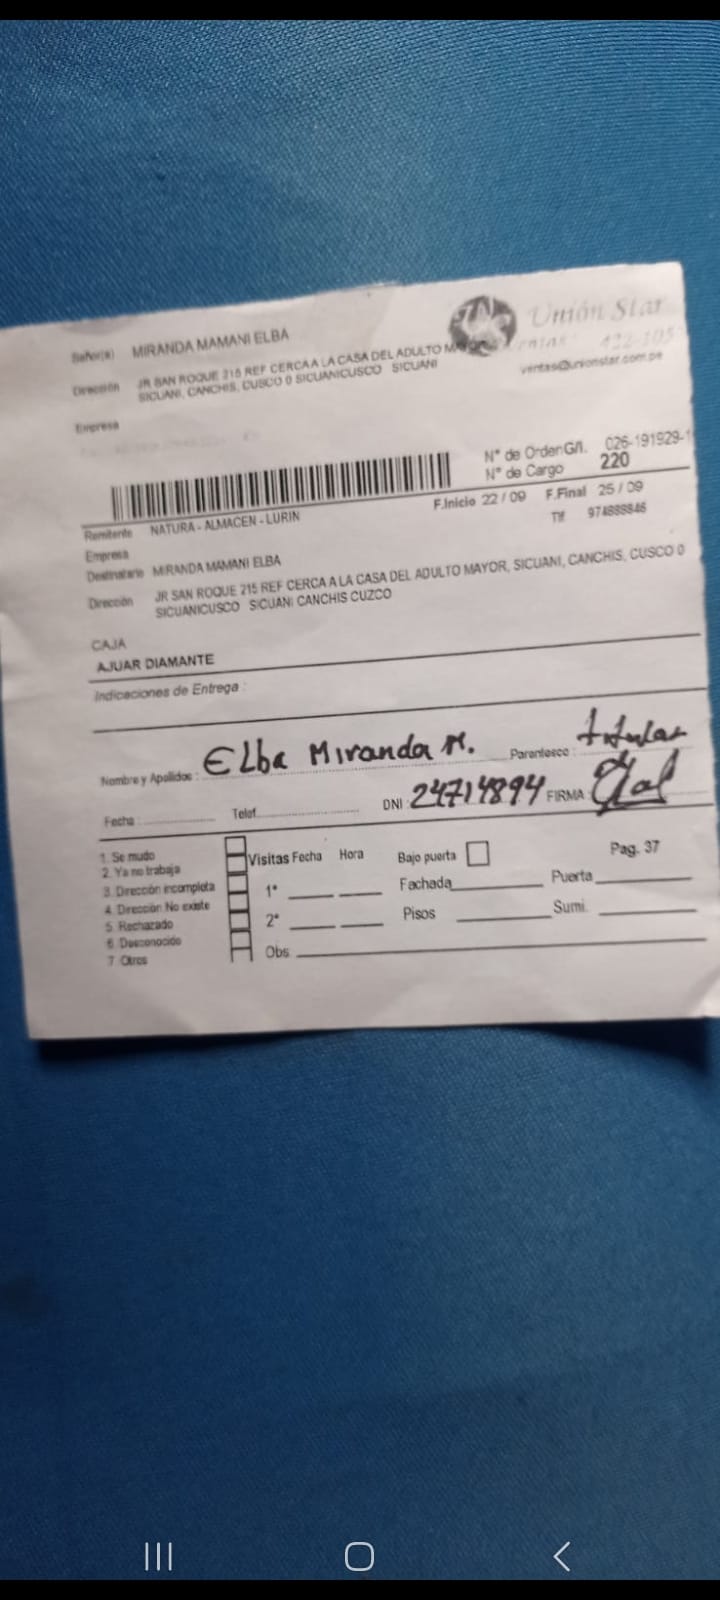 Unión Star
Señor(a) MIRANDA MAMANI ELBA
ventas@unionstar.com.pe
Dirección JR SAN ROQUE 215 REF CERCA A LA CASA DEL ADULTO
SICUANI, CANCHIS, CUSCO 0 SICUANICUSCO SICUANI
Empresa
N° de Orden G/I. 026-191929-1
N° de Cargo 220
F.Inicio 22 / 09 F.Final 25 / 09
Remitente NATURA - ALMACEN - LURIN
Tlf 974888846
Empresa
Destinatario MIRANDA MAMANI ELBA
Dirección JR SAN ROQUE 215 REF CERCA A LA CASA DEL ADULTO MAYOR, SICUANI, CANCHIS, CUSCO 0
SICUANICUSCO SICUANI CANCHIS CUZCO
CAJA
AJUAR DIAMANTE
Indicaciones de Entrega :
Nombre y Apellidos : ELba Miranda M. Parentesco : titular
Fecha Telef. DNI 24714894 FIRMA
1. Se mudo
2. Ya no trabaja
3. Dirección incompleta
4. Dirección No existe
5. Rechazado
6. Desconocido
7. Otros
Visitas Fecha Hora Bajo puerta Pag. 37
1ª Fachada Puerta
2ª Pisos Sumi.
Obs